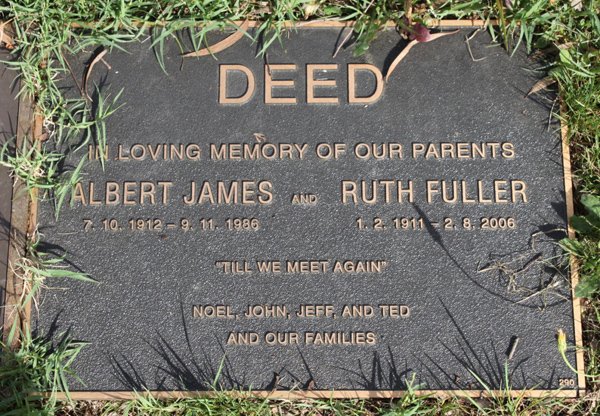 DEED
IN LOVING MEMORY OF OUR PARENTS
ALBERT JAMES AND RUTH FULLER
7. 10. 1912 – 9. 11. 1986 1. 2. 1911 – 2. 8. 2006
"TILL WE MEET AGAIN"
NOEL, JOHN, JEFF, AND TED
AND OUR FAMILIES
290